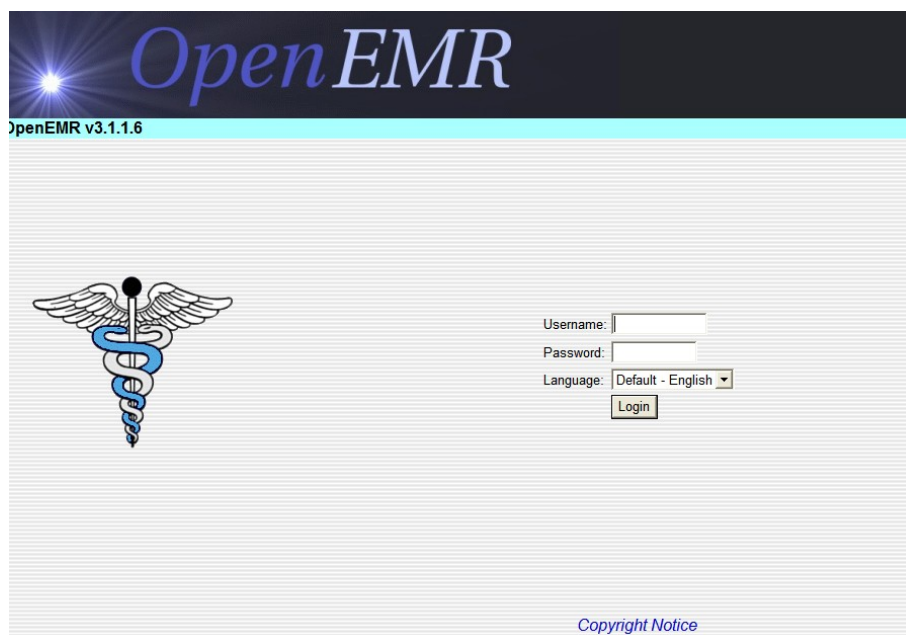 OpenEMR
OpenEMR v3.1.1.6
Username:
Password:
Language: Default - English
Login
Copyright Notice